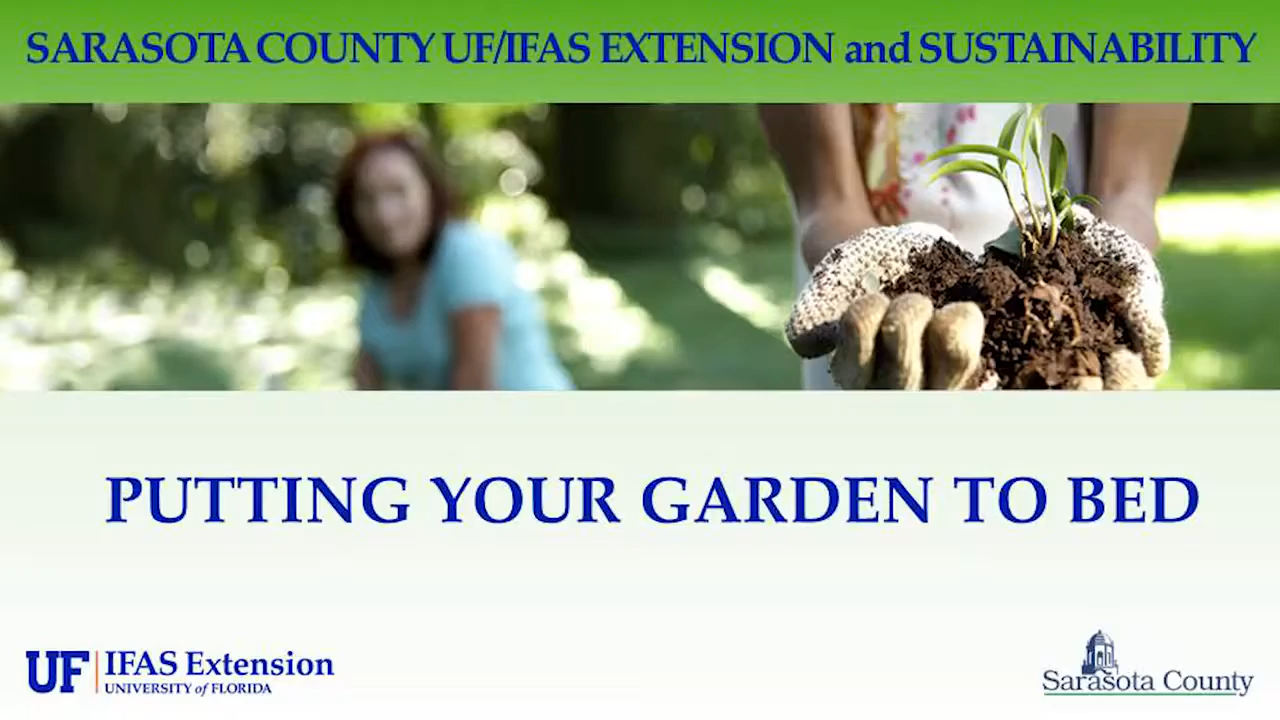 SARASOTA COUNTY UF/IFAS EXTENSION and SUSTAINABILITY
PUTTING YOUR GARDEN TO BED
UF IFAS Extension
UNIVERSITY of FLORIDA
Sarasota County